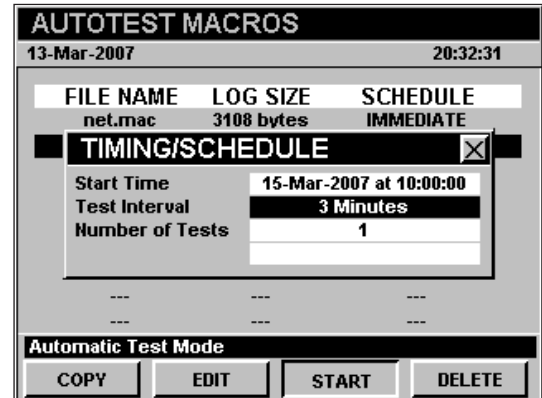 AUTOTEST MACROS
13-Mar-2007 20:32:31
FILE NAME LOG SIZE SCHEDULE
net.mac 3108 bytes IMMEDIATE
TIMING/SCHEDULE
Start Time 15-Mar-2007 at 10:00:00
Test Interval 3 Minutes
Number of Tests 1
--- --- ---
--- --- ---
Automatic Test Mode
COPY EDIT START DELETE